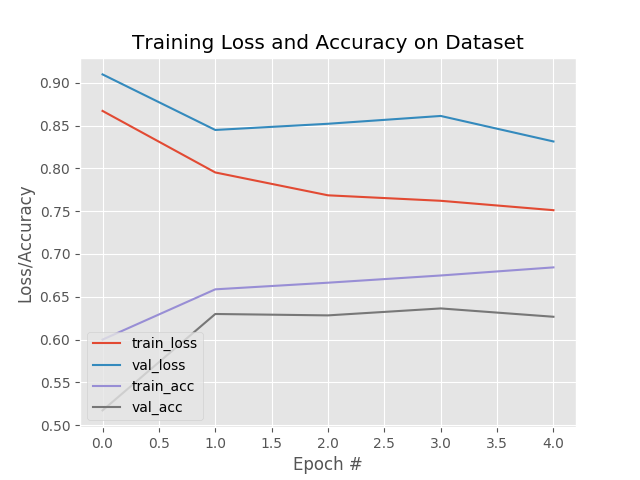 Training Loss and Accuracy on Dataset
Loss/Accuracy
0.90
0.85
0.80
0.75
0.70
0.65
0.60
0.55
0.50
train_loss
val_loss
train_acc
val_acc
0.0 0.5 1.0 1.5 2.0 2.5 3.0 3.5 4.0
Epoch #